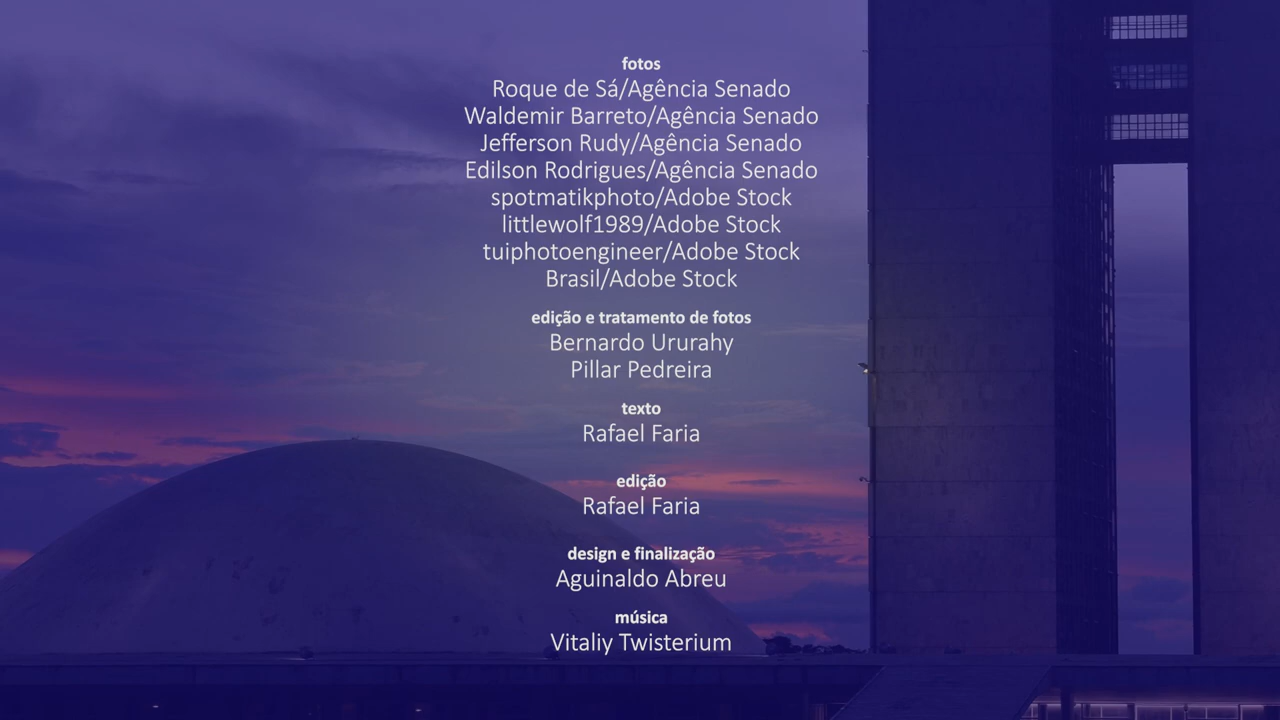 fotos
Roque de Sá/Agência Senado
Waldemir Barreto/Agência Senado
Jefferson Rudy/Agência Senado
Edilson Rodrigues/Agência Senado
spotmatikphoto/Adobe Stock
littlewolf1989/Adobe Stock
tuiphotoengineer/Adobe Stock
Brasil/Adobe Stock
edição e tratamento de fotos
Bernardo Ururahy
Pillar Pedreira
texto
Rafael Faria
edição
Rafael Faria
design e finalização
Aguinaldo Abreu
música
Vitaliy Twisterium